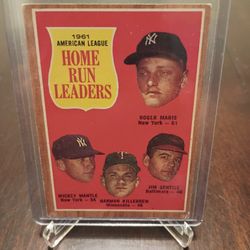 1961
AMERICAN LEAGUE
HOME
RUN
LEADERS
ROGER MARIS
New York — 61
MICKEY MANTLE
New York — 54
HARMON KILLEBREW
Minnesota — 46
JIM GENTILE
Baltimore — 46